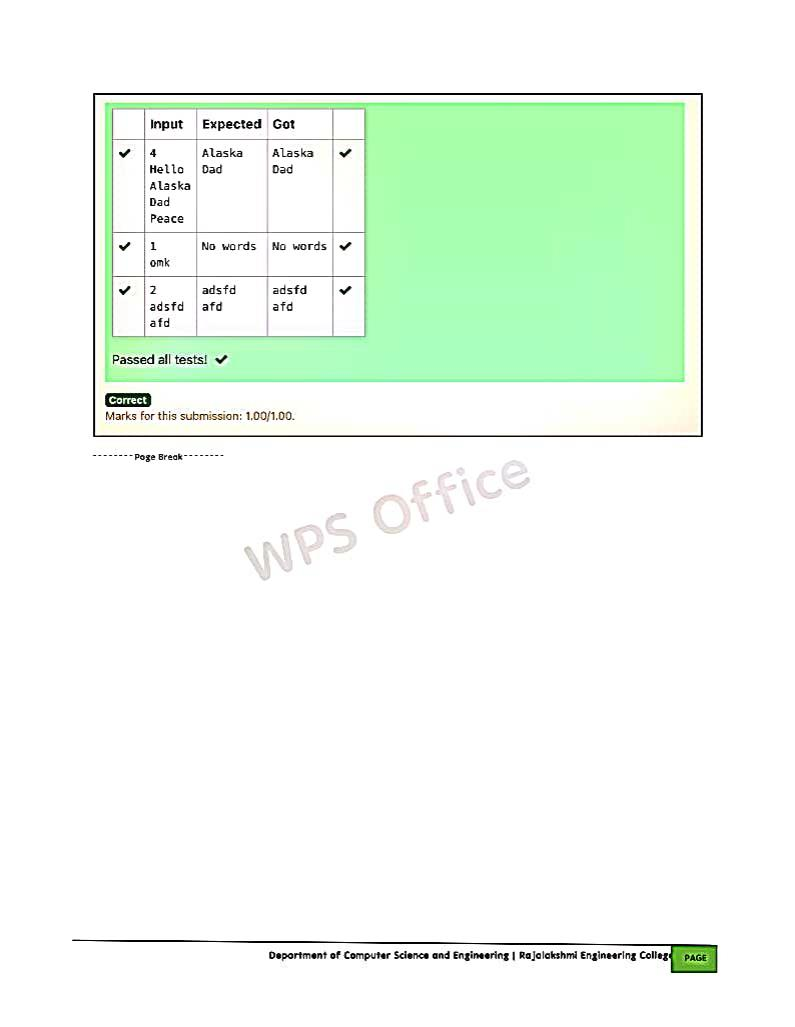 Input Expected Got
✔ 4 Alaska Alaska ✔
Hello Dad Dad
Alaska
Dad
Peace
✔ 1 No words No words ✔
omk
✔ 2 adsfd adsfd ✔
adsfd afd afd
afd
Passed all tests! ✔
Correct
Marks for this submission: 1.00/1.00.
--------Page Break--------
WPS Office
Department of Computer Science and Engineering | Rajalakshmi Engineering College PAGE